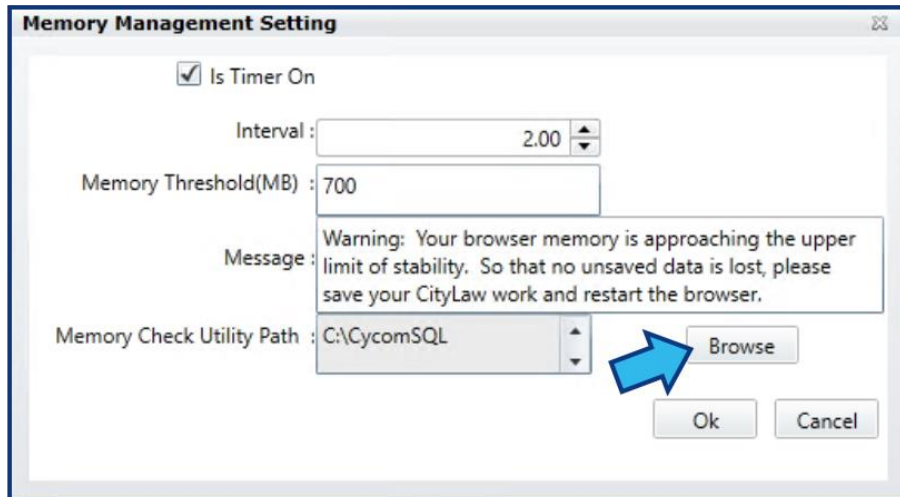 Memory Management Setting
Is Timer On
Interval : 2.00
Memory Threshold(MB) : 700
Message : Warning: Your browser memory is approaching the upper
limit of stability. So that no unsaved data is lost, please
save your CityLaw work and restart the browser.
Memory Check Utility Path : C:\CycomSQL
Browse
Ok Cancel